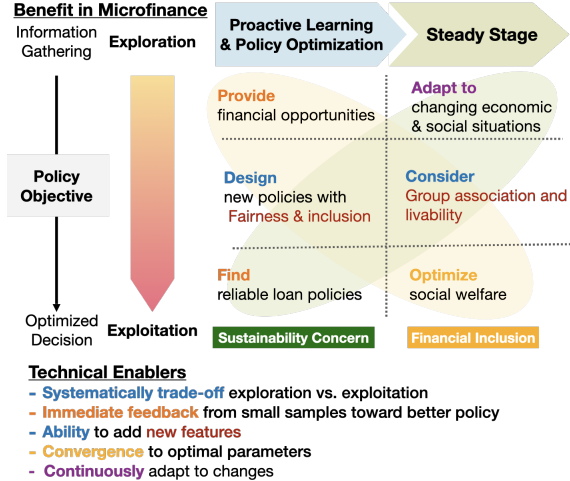 Benefit in Microfinance
Information
Gathering
Exploration
Proactive Learning
& Policy Optimization
Steady Stage
Provide
financial opportunities
Adapt to
changing economic
& social situations
Policy
Objective
Design
new policies with
Fairness & inclusion
Consider
Group association and
livability
Find
reliable loan policies
Optimize
social welfare
Optimized
Decision
Exploitation
Sustainability Concern
Financial Inclusion
Technical Enablers
- Systematically trade-off exploration vs. exploitation
- Immediate feedback from small samples toward better policy
- Ability to add new features
- Convergence to optimal parameters
- Continuously adapt to changes